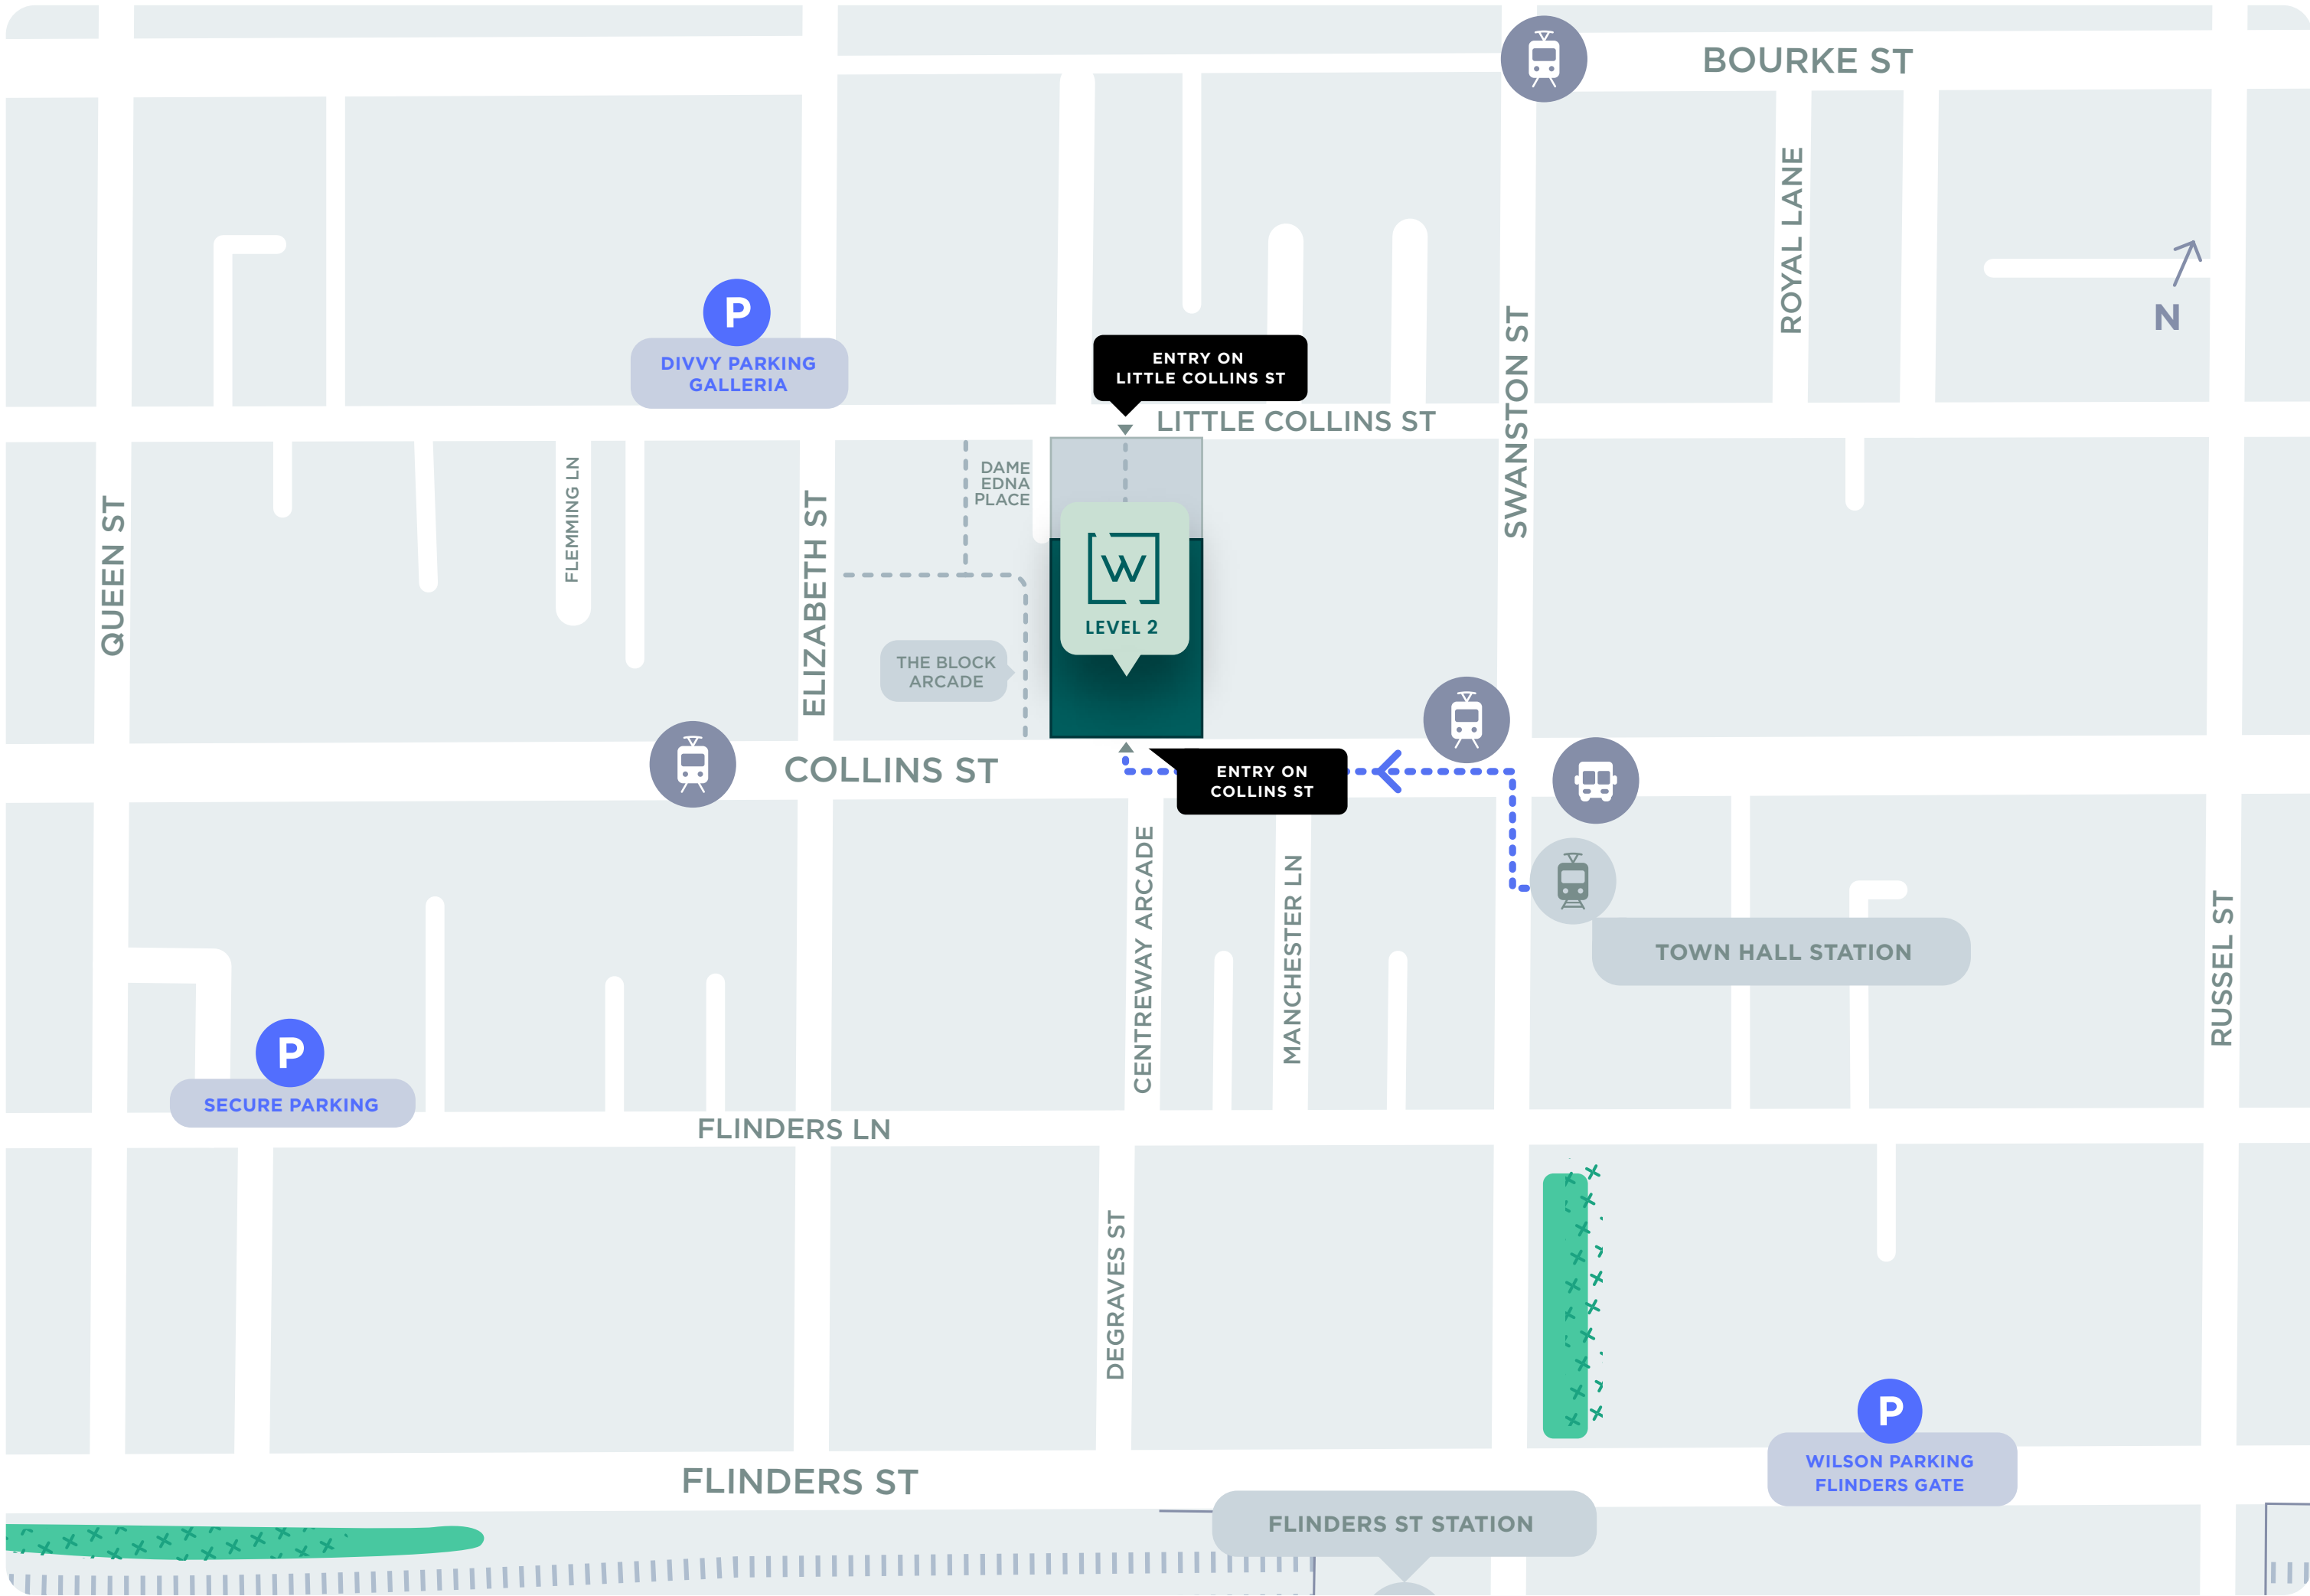 BOURKE ST
ROYAL LANE
N
P
DIVVY PARKING
GALLERIA
ENTRY ON
LITTLE COLLINS ST
LITTLE COLLINS ST
SWANSTON ST
QUEEN ST
FLEMMING LN
ELIZABETH ST
DAME
EDNA
PLACE
W
LEVEL 2
THE BLOCK
ARCADE
COLLINS ST
ENTRY ON
COLLINS ST
CENTREWAY ARCADE
MANCHESTER LN
TOWN HALL STATION
RUSSEL ST
P
SECURE PARKING
FLINDERS LN
DEGRAVES ST
P
WILSON PARKING
FLINDERS GATE
FLINDERS ST
FLINDERS ST STATION